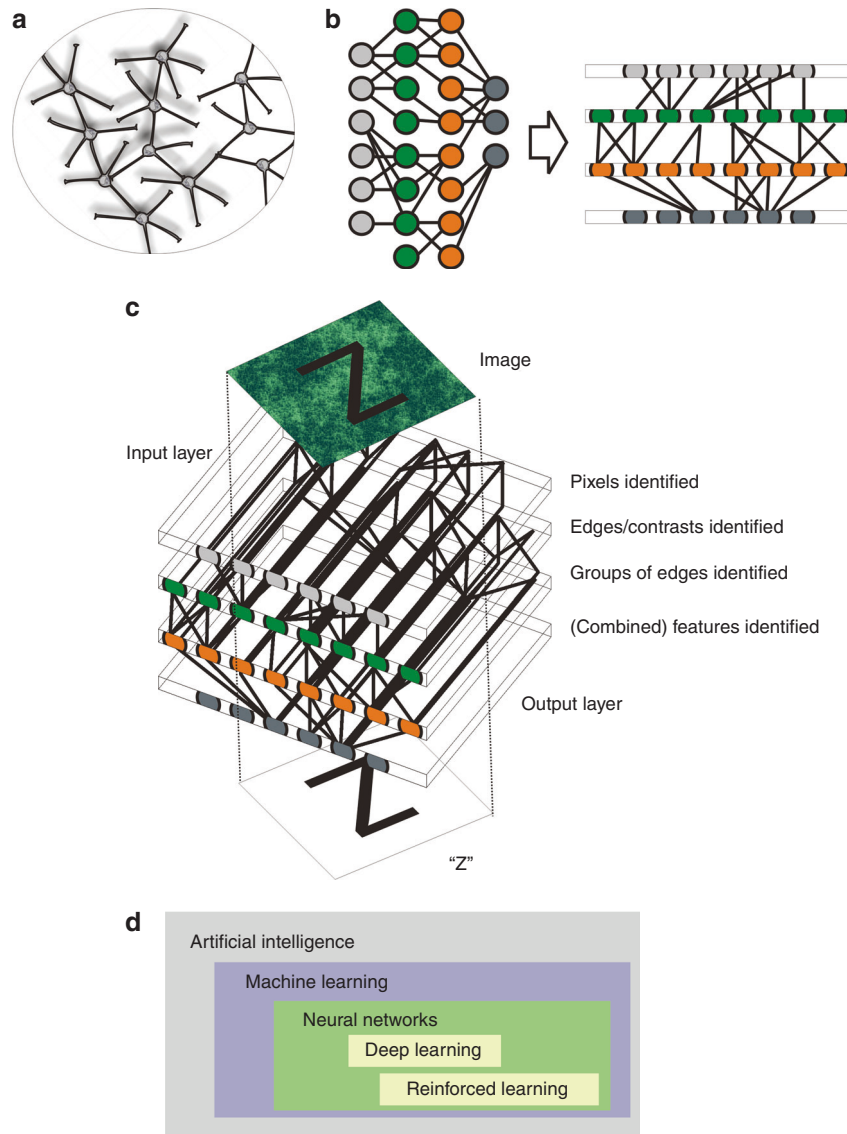 a
b
c
Image
Input layer
Pixels identified
Edges/contrasts identified
Groups of edges identified
(Combined) features identified
Output layer
“Z”
d
Artificial intelligence
Machine learning
Neural networks
Deep learning
Reinforced learning